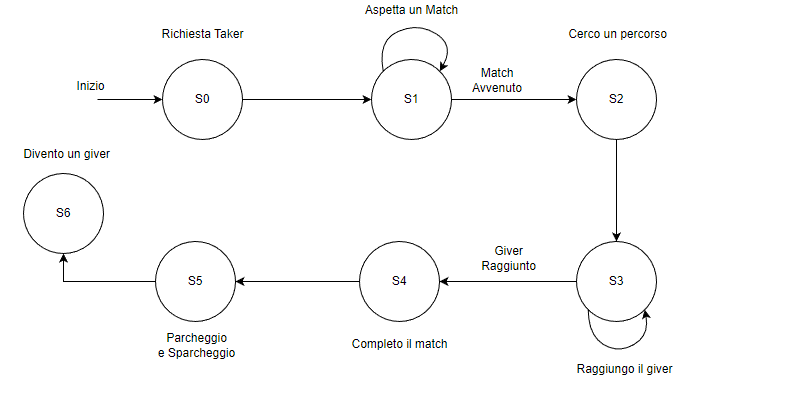 Aspetta un Match
Richiesta Taker
Cerco un percorso
Inizio
S0
S1
Match
Avvenuto
S2
Divento un giver
S6
S5
S4
Giver
Raggiunto
S3
Parcheggio
e Sparcheggio
Completo il match
Raggiungo il giver